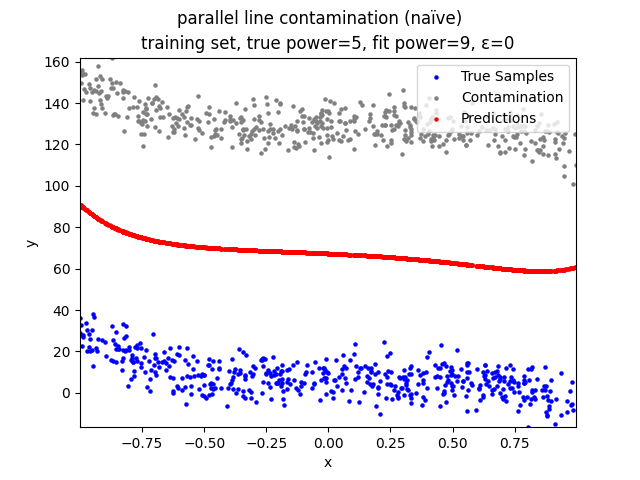 parallel line contamination (naïve)
training set, true power=5, fit power=9, ε=0
True Samples
Contamination
Predictions
160
140
120
100
80
60
40
20
0
y
−0.75 −0.50 −0.25 0.00 0.25 0.50 0.75
x